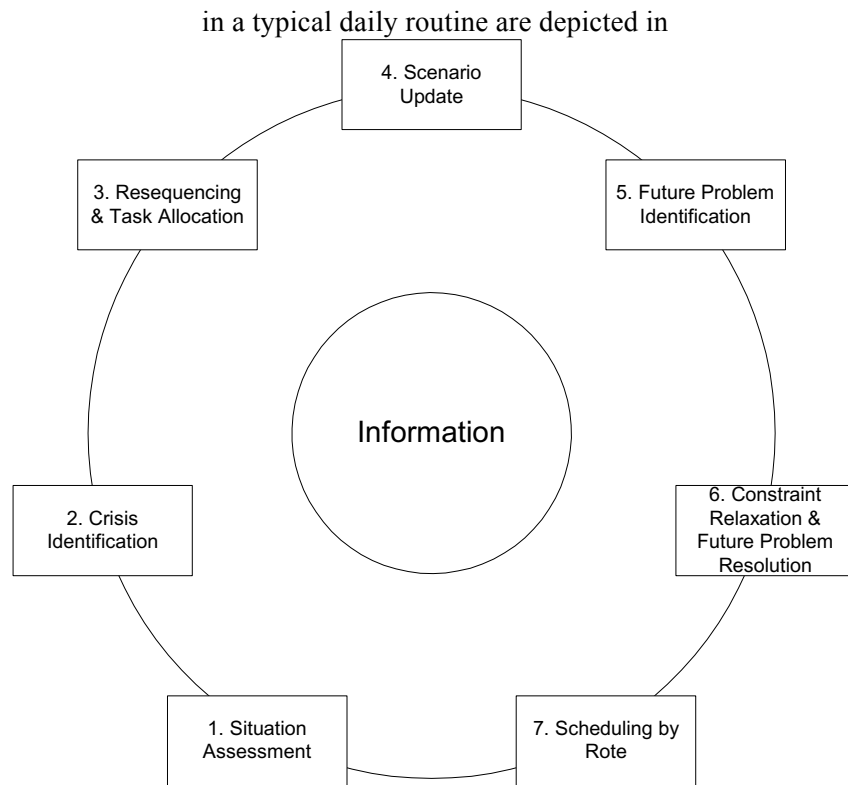 in a typical daily routine are depicted in
4. Scenario
Update
3. Resequencing
& Task Allocation
5. Future Problem
Identification
Information
2. Crisis
Identification
6. Constraint
Relaxation &
Future Problem
Resolution
1. Situation
Assessment
7. Scheduling by
Rote